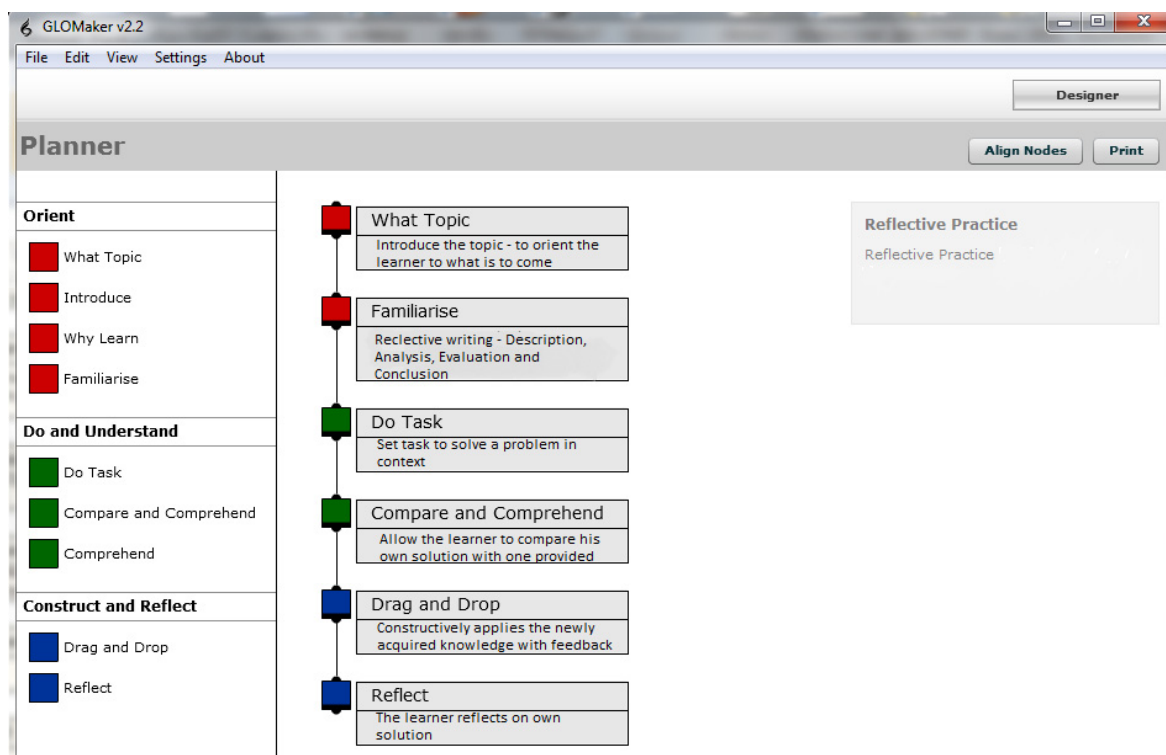 GLOMaker v2.2
File Edit View Settings About
Designer
Planner
Align Nodes Print
Orient
What Topic
Introduce
Why Learn
Familiarise
Do and Understand
Do Task
Compare and Comprehend
Comprehend
Construct and Reflect
Drag and Drop
Reflect
What Topic
Introduce the topic - to orient the
learner to what is to come
Familiarise
Reclective writing - Description,
Analysis, Evaluation and
Conclusion
Do Task
Set task to solve a problem in
context
Compare and Comprehend
Allow the learner to compare his
own solution with one provided
Drag and Drop
Constructively applies the newly
acquired knowledge with feedback
Reflect
The learner reflects on own
solution
Reflective Practice
Reflective Practice